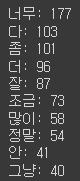 너무: 177
다: 103
좀: 101
더: 96
잘: 87
조금: 73
많이: 58
정말: 54
안: 41
그냥: 40